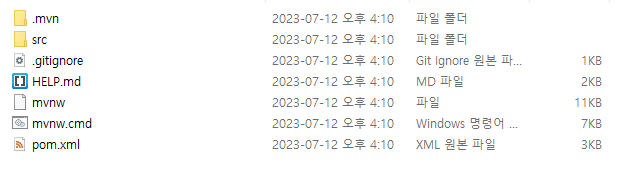 .mvn 2023-07-12 오후 4:10 파일 폴더
src 2023-07-12 오후 4:10 파일 폴더
.gitignore 2023-07-12 오후 4:10 Git Ignore 원본 파... 1KB
HELP.md 2023-07-12 오후 4:10 MD 파일 2KB
mvnw 2023-07-12 오후 4:10 파일 11KB
mvnw.cmd 2023-07-12 오후 4:10 Windows 명령어 ... 7KB
pom.xml 2023-07-12 오후 4:10 XML 원본 파일 3KB